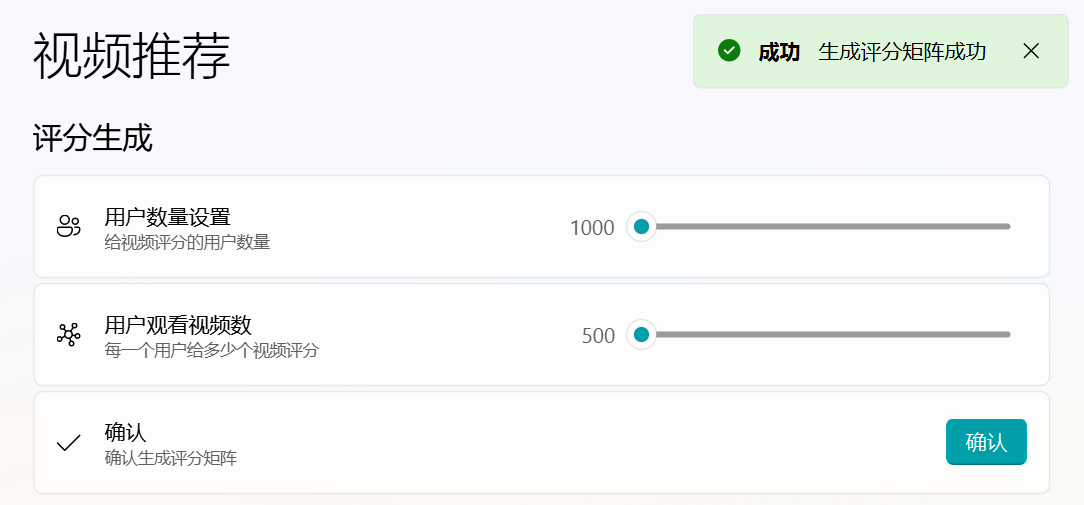 视频推荐
成功 生成评分矩阵成功
评分生成
用户数量设置
给视频评分的用户数量
1000
用户观看视频数
每一个用户给多少个视频评分
500
确认
确认生成评分矩阵
确认